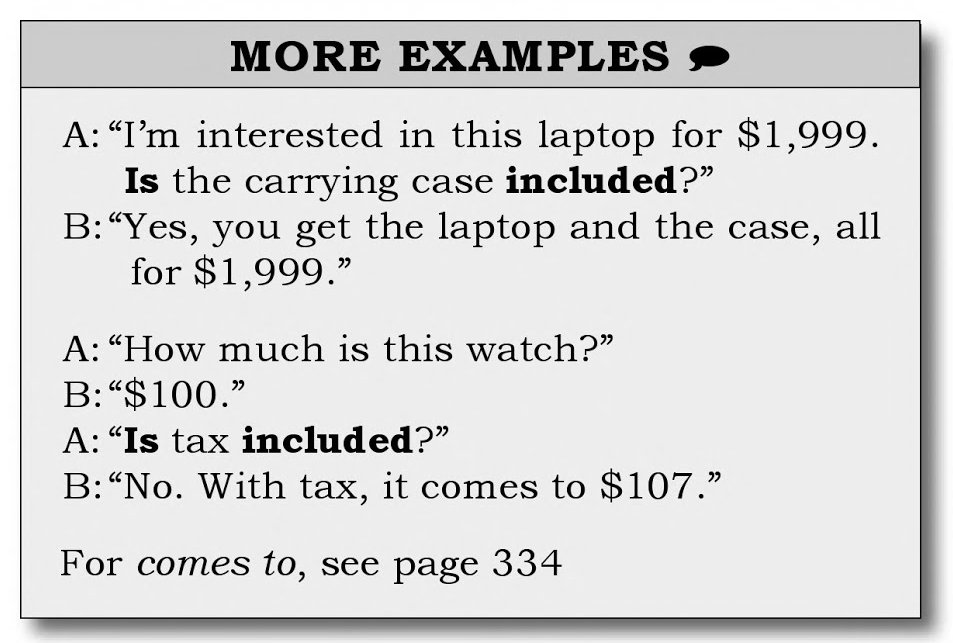 MORE EXAMPLES
A: “I’m interested in this laptop for $1,999.
Is the carrying case included?”
B: “Yes, you get the laptop and the case, all
for $1,999.”
A: “How much is this watch?”
B: “$100.”
A: “Is tax included?”
B: “No. With tax, it comes to $107.”
For comes to, see page 334